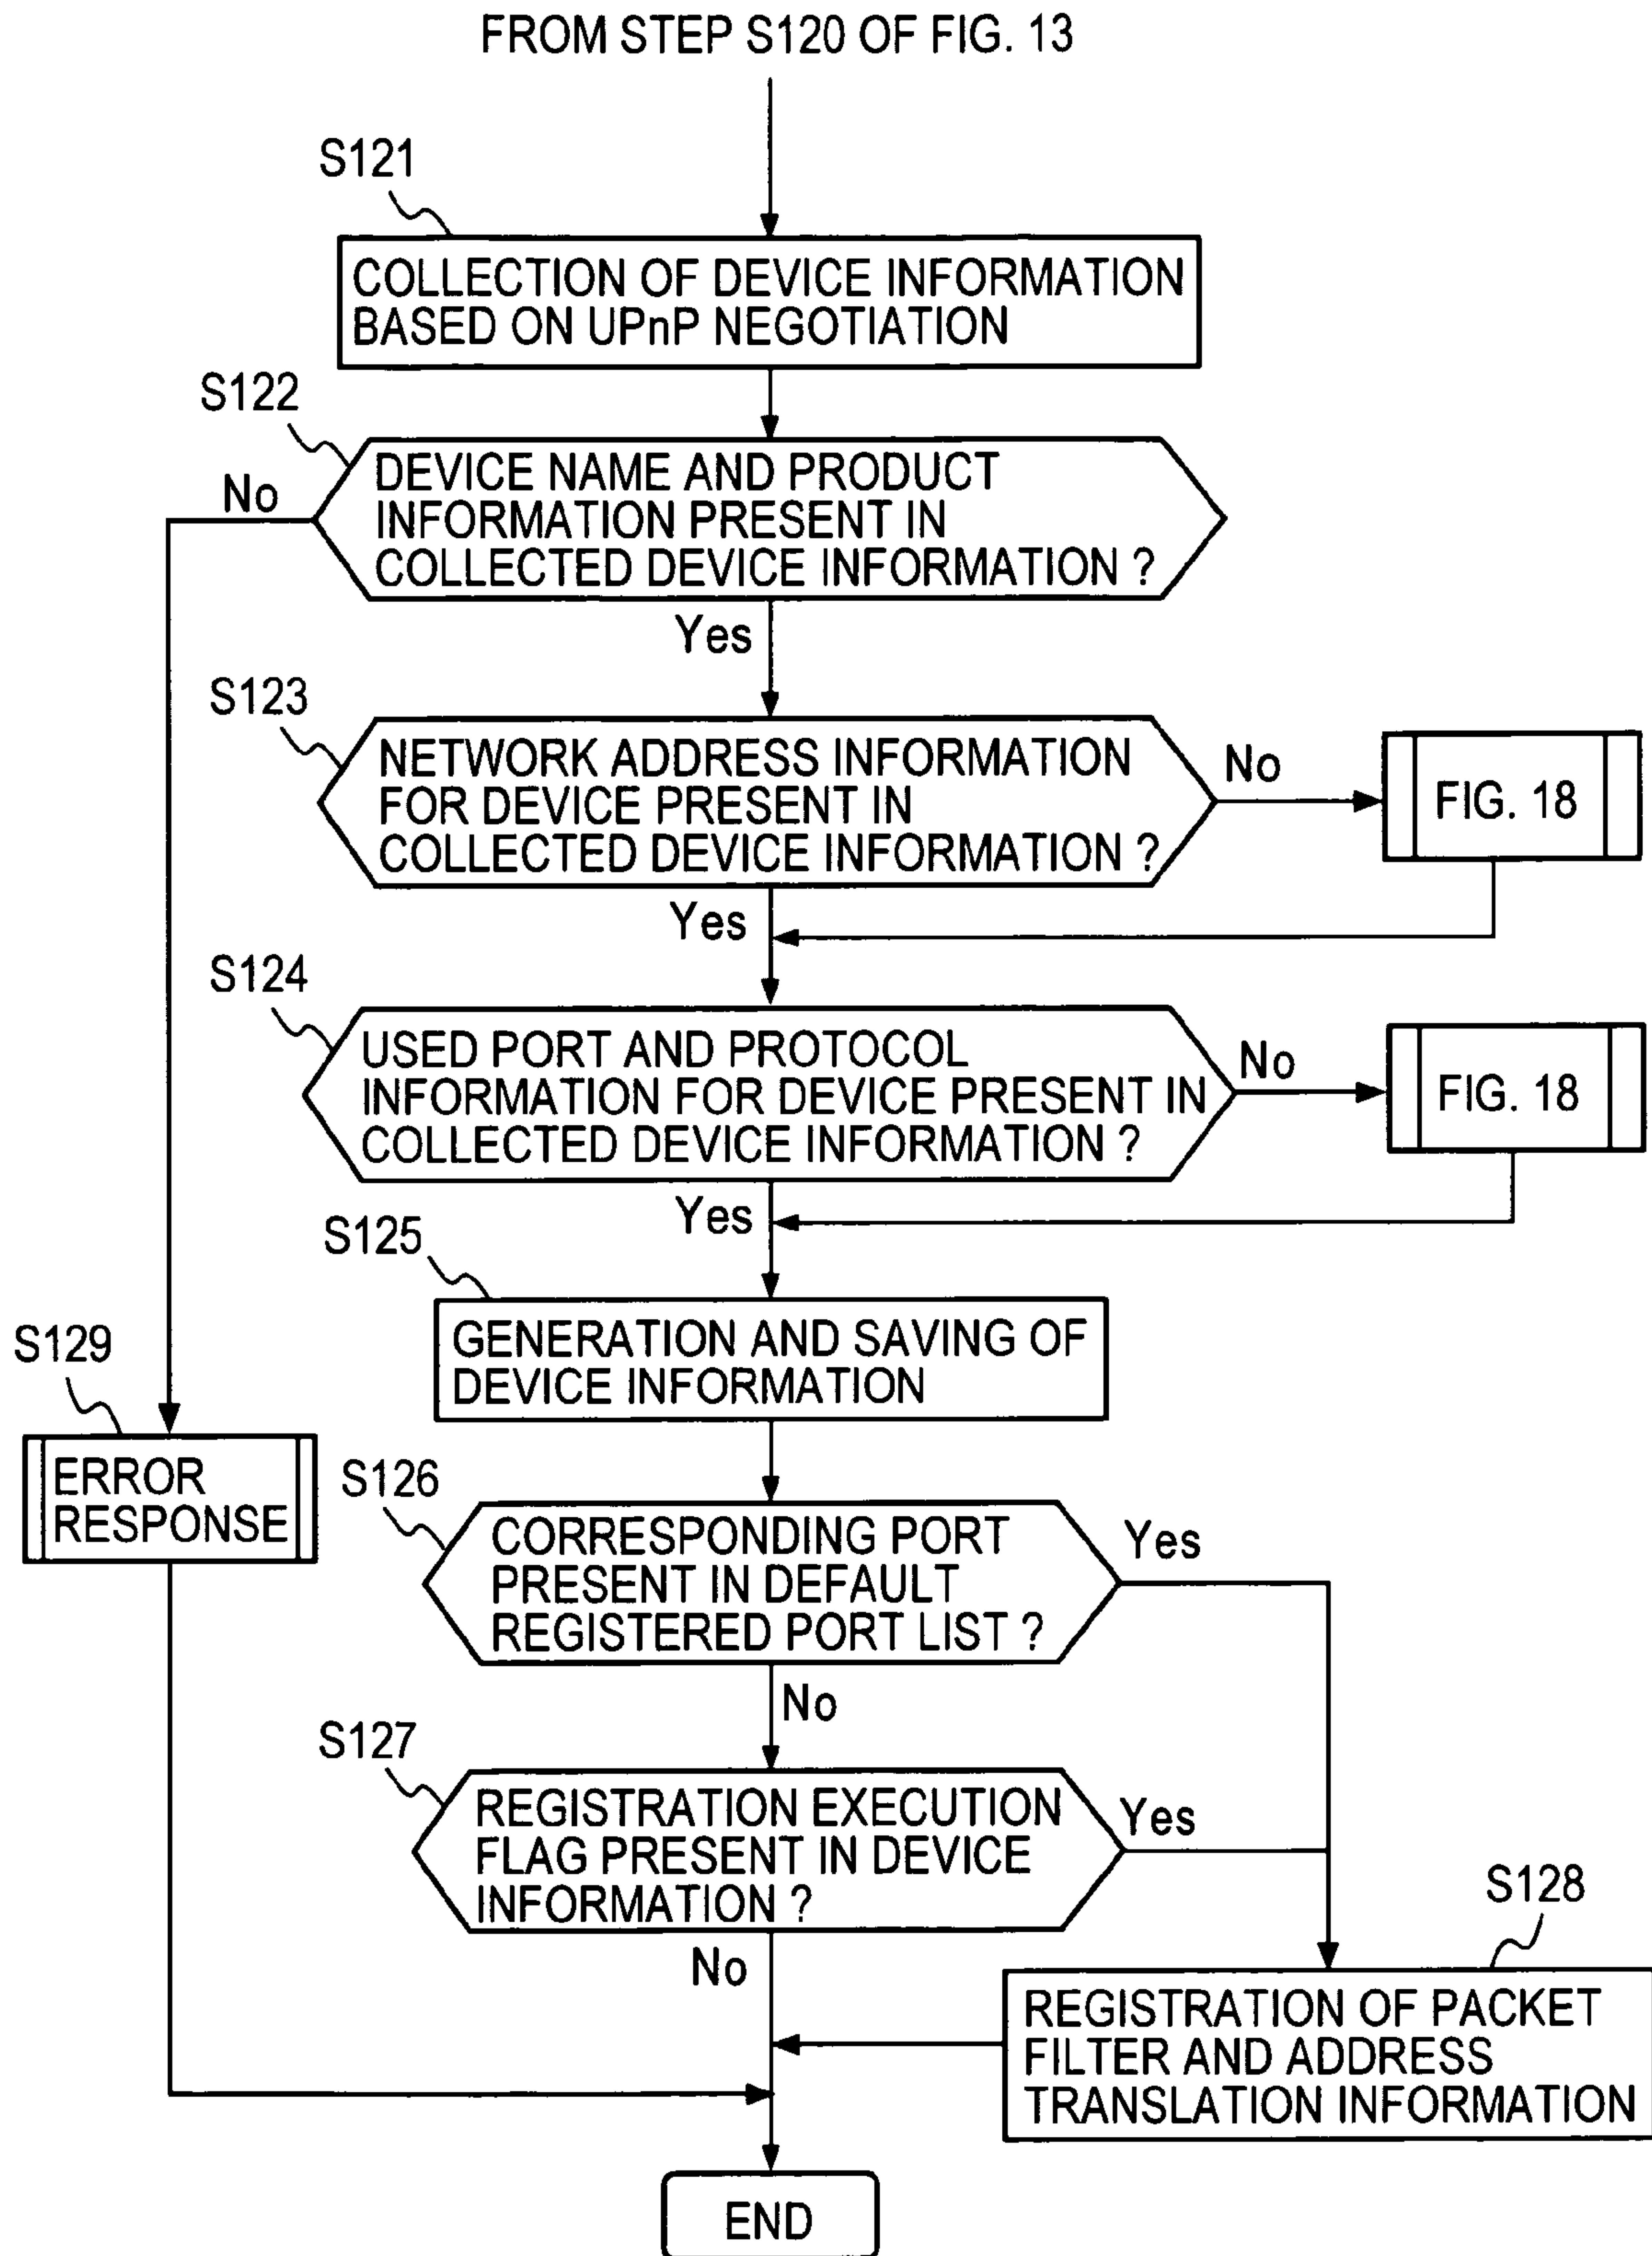 FROM STEP S120 OF FIG. 13
S121
COLLECTION OF DEVICE INFORMATION
BASED ON UPnP NEGOTIATION
S122
No
DEVICE NAME AND PRODUCT
INFORMATION PRESENT IN
COLLECTED DEVICE INFORMATION ?
Yes
S123
NETWORK ADDRESS INFORMATION
FOR DEVICE PRESENT IN
COLLECTED DEVICE INFORMATION ?
No
FIG. 18
Yes
S124
USED PORT AND PROTOCOL
INFORMATION FOR DEVICE PRESENT IN
COLLECTED DEVICE INFORMATION ?
No
FIG. 18
Yes
S125
GENERATION AND SAVING OF
DEVICE INFORMATION
S129
ERROR
RESPONSE
S126
CORRESPONDING PORT
PRESENT IN DEFAULT
REGISTERED PORT LIST ?
Yes
No
S127
REGISTRATION EXECUTION
FLAG PRESENT IN DEVICE
INFORMATION ?
Yes
No
S128
REGISTRATION OF PACKET
FILTER AND ADDRESS
TRANSLATION INFORMATION
END